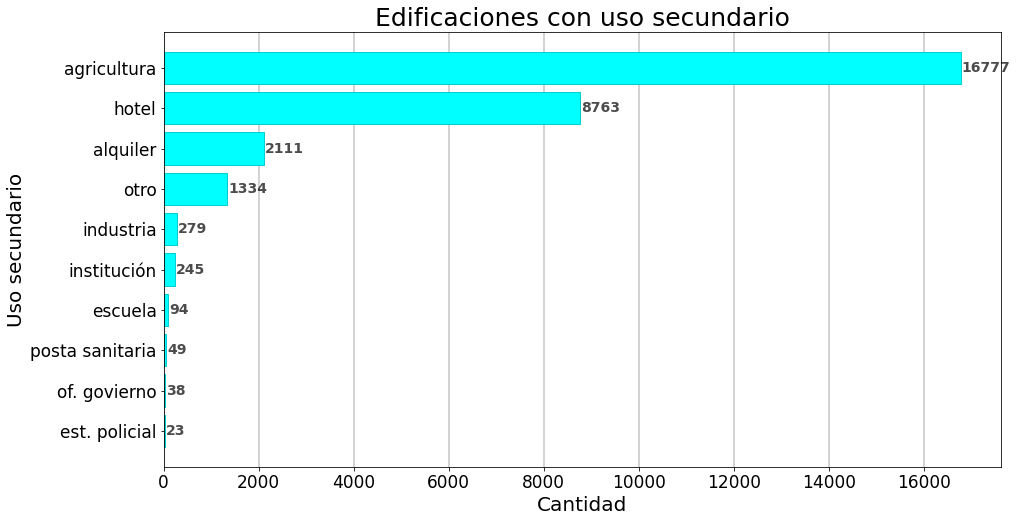 Edificaciones con uso secundario
Uso secundario
agricultura 16777
hotel 8763
alquiler 2111
otro 1334
industria 279
institución 245
escuela 94
posta sanitaria 49
of. govierno 38
est. policial 23
0 2000 4000 6000 8000 10000 12000 14000 16000
Cantidad